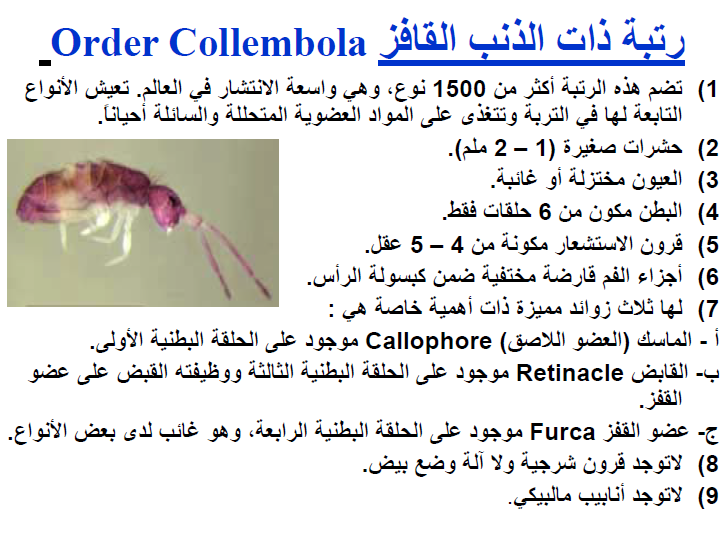 رتبة ذات الذنب القافز Order Collembola
1) تضم هذه الرتبة أكثر من 1500 نوع، وهي واسعة الانتشار في العالم. تعيش الأنواع
التابعة لها في التربة وتتغذى على المواد العضوية المتحللة والسائلة أحياناً.
2) حشرات صغيرة (1 – 2 ملم).
3) العيون مختزلة أو غائبة.
4) البطن مكون من 6 حلقات فقط.
5) قرون الاستشعار مكونة من 4 – 5 عقل.
6) أجزاء الفم قارضة مختفية ضمن كبسولة الرأس.
7) لها ثلاث زوائد مميزة ذات أهمية خاصة هي :
أ - الماسك (العضو اللاصق) Callophore موجود على الحلقة البطنية الأولى.
ب- القابض Retinacle موجود على الحلقة البطنية الثالثة ووظيفته القبض على عضو
القفز.
ج- عضو القفز Furca موجود على الحلقة البطنية الرابعة، وهو غائب لدى بعض الأنواع.
8) لاتوجد قرون شرجية ولا آلة وضع بيض.
9) لاتوجد أنابيب مالبيكي.